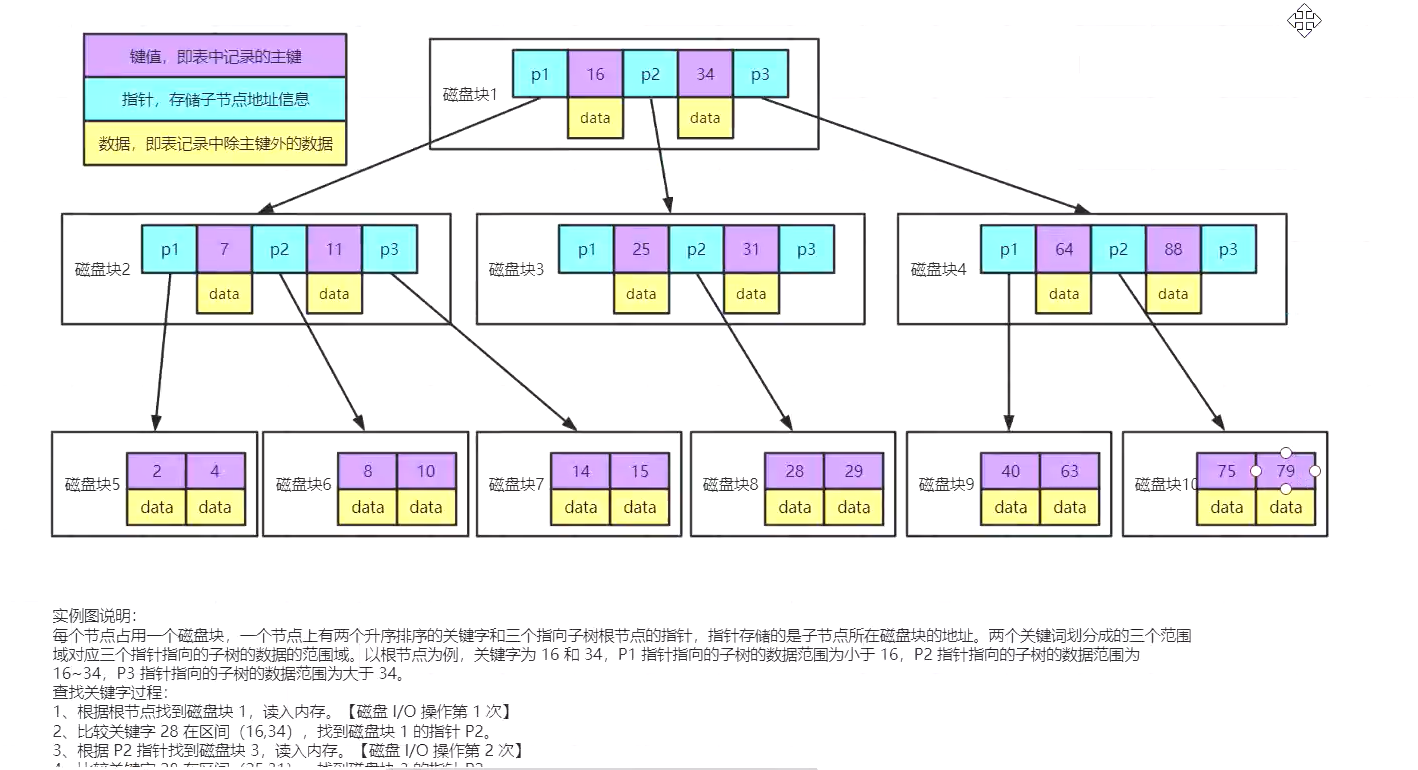 键值，即表中记录的主键
指针，存储子节点地址信息
数据，即表记录中除主键外的数据
磁盘块1
p1 16 p2 34 p3
data data
磁盘块2
p1 7 p2 11 p3
data data
磁盘块3
p1 25 p2 31 p3
data data
磁盘块4
p1 64 p2 88 p3
data data
磁盘块5
2 4
data data
磁盘块6
8 10
data data
磁盘块7
14 15
data data
磁盘块8
28 29
data data
磁盘块9
40 63
data data
磁盘块10
75 79
data data
实例图说明：
每个节点占用一个磁盘块，一个节点上有两个升序排序的关键字和三个指向子树根节点的指针，指针存储的是子节点所在磁盘块的地址。两个关键词划分成的三个范围
域对应三个指针指向的子树的数据的范围域。以根节点为例，关键字为 16 和 34，P1 指针指向的子树的数据范围为小于 16，P2 指针指向的子树的数据范围为
16~34，P3 指针指向的子树的数据范围为大于 34。
查找关键字过程：
1、根据根节点找到磁盘块 1，读入内存。【磁盘 I/O 操作第 1 次】
2、比较关键字 28 在区间（16,34），找到磁盘块 1 的指针 P2。
3、根据 P2 指针找到磁盘块 3，读入内存。【磁盘 I/O 操作第 2 次】